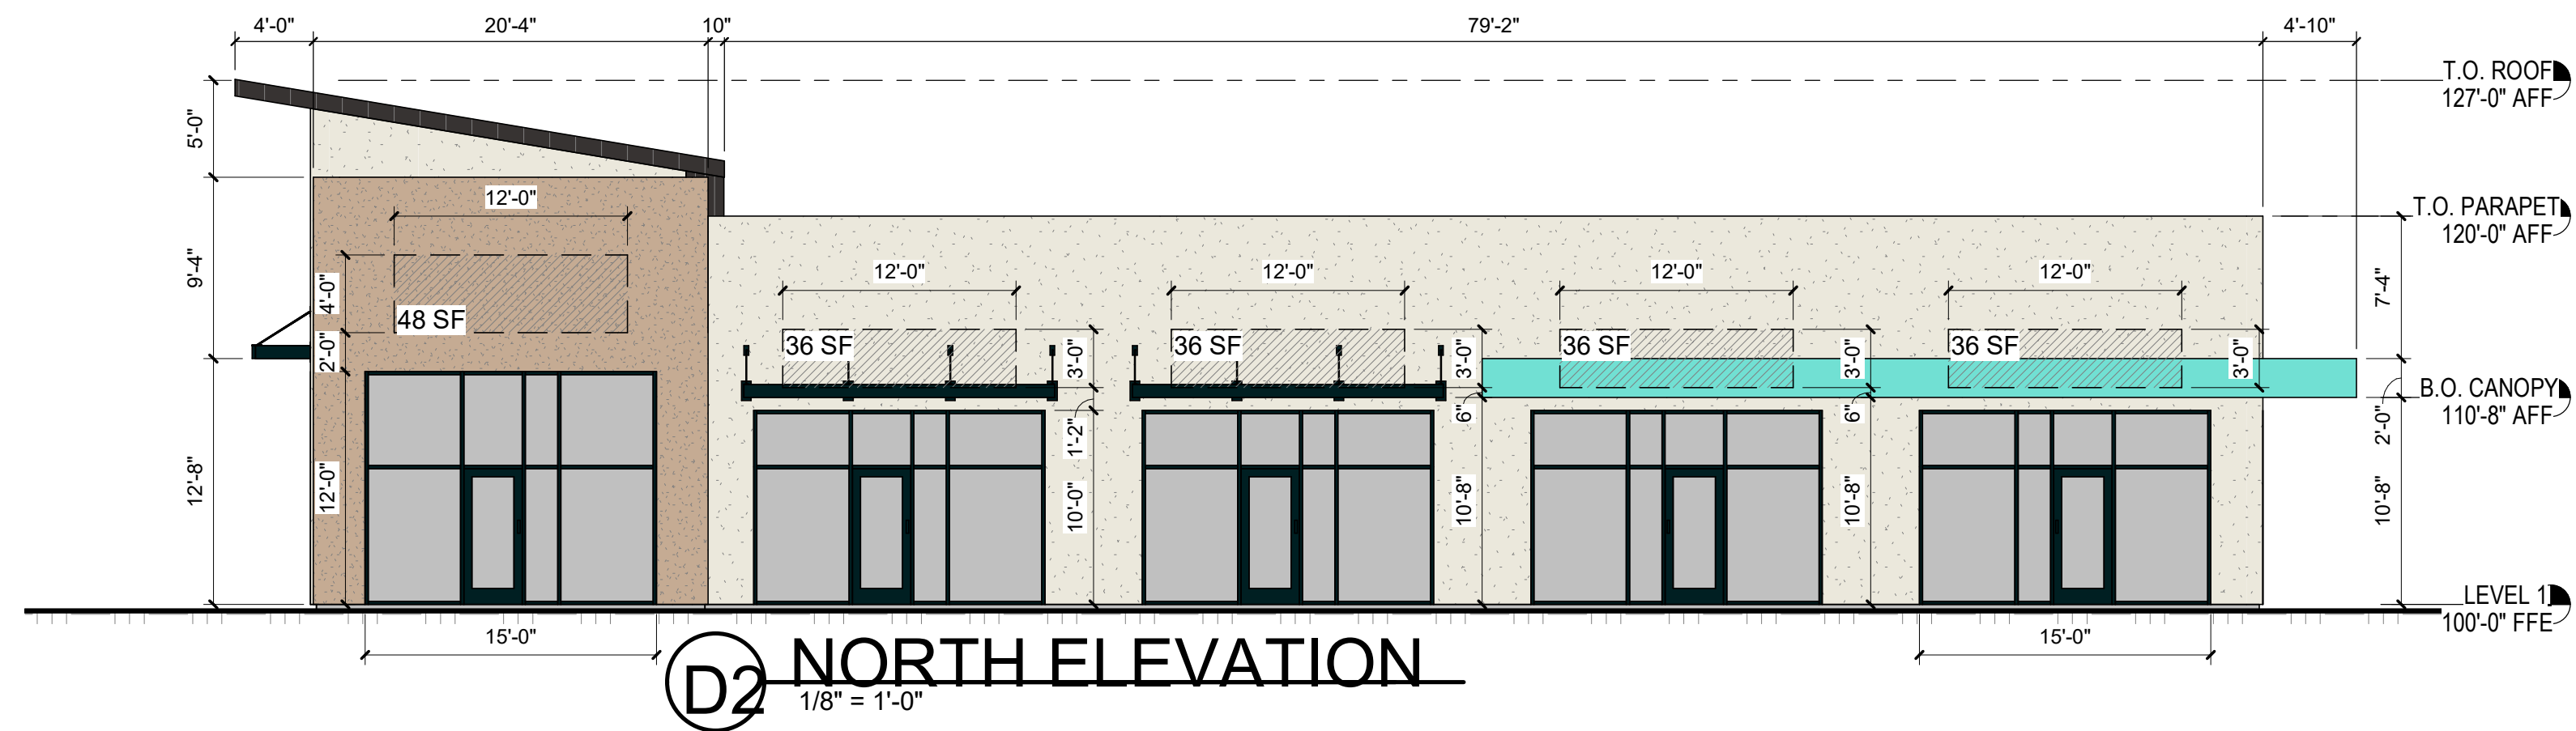 4'-0" 20'-4" 10" 79'-2" 4'-10"
T.O. ROOF
127'-0" AFF
5'-0"
T.O. PARAPET
120'-0" AFF
12'-0"
9'-4"
4'-0"
48 SF
2'-0"
12'-0" 12'-0" 12'-0" 12'-0"
7'-4"
36 SF 36 SF 36 SF 36 SF
3'-0" 3'-0" 3'-0" 3'-0"
B.O. CANOPY
110'-8" AFF
6" 6" 2'-0"
1'-2"
12'-8" 12'-0" 10'-0" 10'-8" 10'-8" 10'-8"
LEVEL 1
100'-0" FFE
15'-0" 15'-0"
D2 NORTH ELEVATION
1/8" = 1'-0"